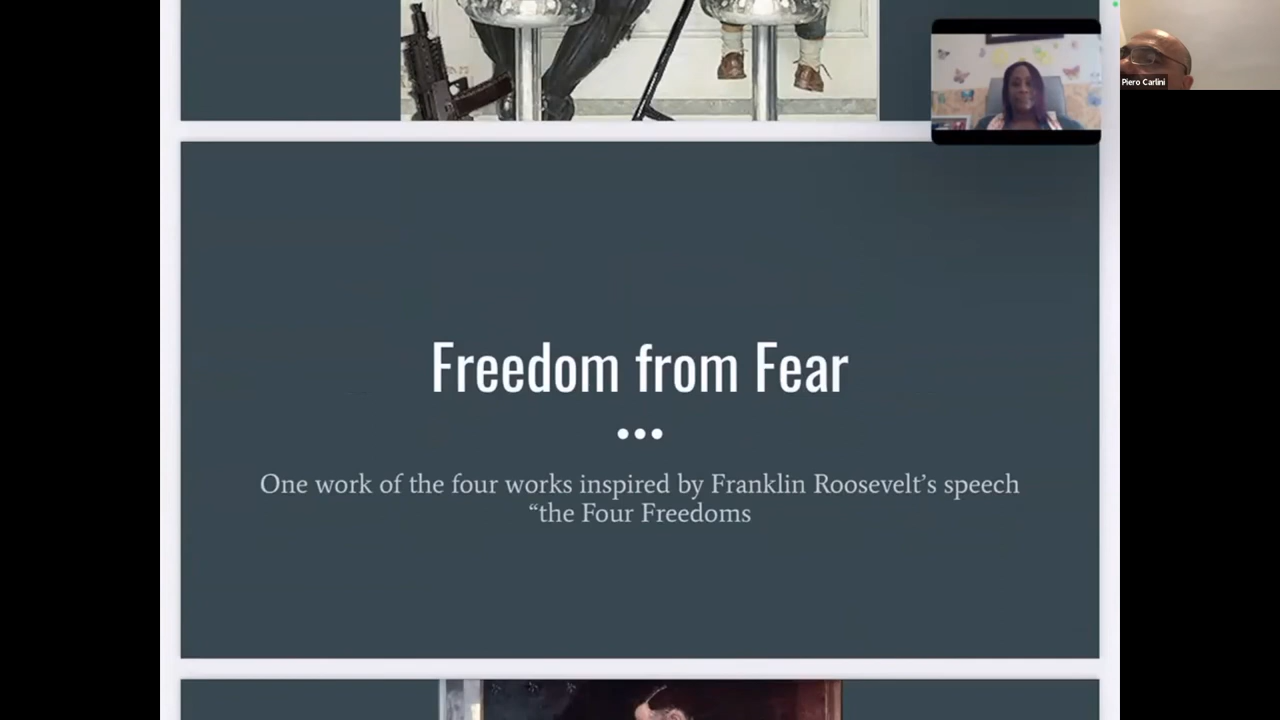 Piero Carlini
Freedom from Fear
One work of the four works inspired by Franklin Roosevelt’s speech
“the Four Freedoms